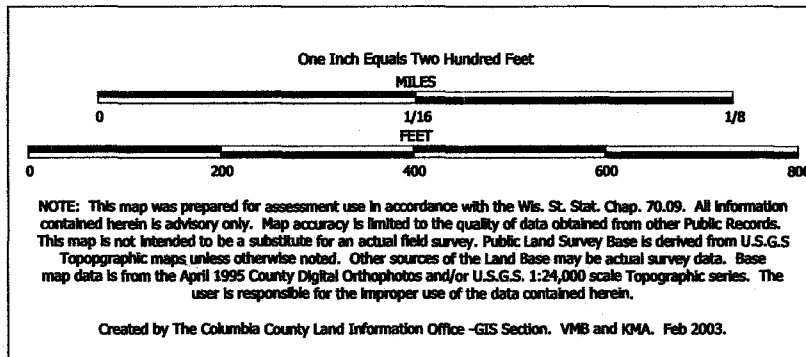 One Inch Equals Two Hundred Feet
MILES
0 1/16 1/8
FEET
0 200 400 600 800
NOTE: This map was prepared for assessment use in accordance with the Wis. St. Stat. Chap. 70.09. All information
contained herein is advisory only. Map accuracy is limited to the quality of data obtained from other Public Records.
This map is not intended to be a substitute for an actual field survey. Public Land Survey Base is derived from U.S.G.S
Topopgraphic maps unless otherwise noted. Other sources of the Land Base may be actual survey data. Base
map data is from the April 1995 County Digital Orthophotos and/or U.S.G.S. 1:24,000 scale Topographic series. The
user is responsible for the improper use of the data contained herein.
Created by The Columbia County Land Information Office -GIS Section. VMB and KMA. Feb 2003.